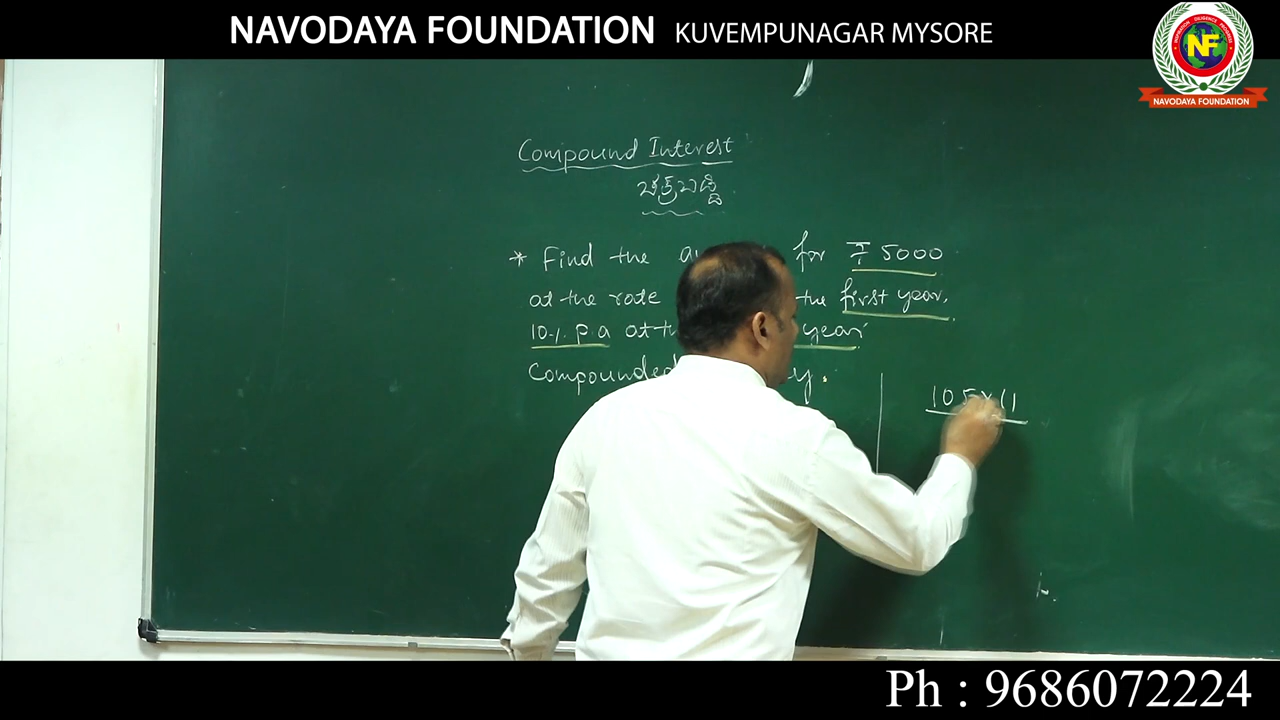 NAVODAYA FOUNDATION KUVEMPUNAGAR MYSORE
NF
NAVODAYA FOUNDATION
Compound Interest
ಚಕ್ರಬಡ್ಡಿ
* Find the for ₹ 5000
at the rate the first year,
10% p.a at year
Compounded
105 × 11
Ph : 9686072224